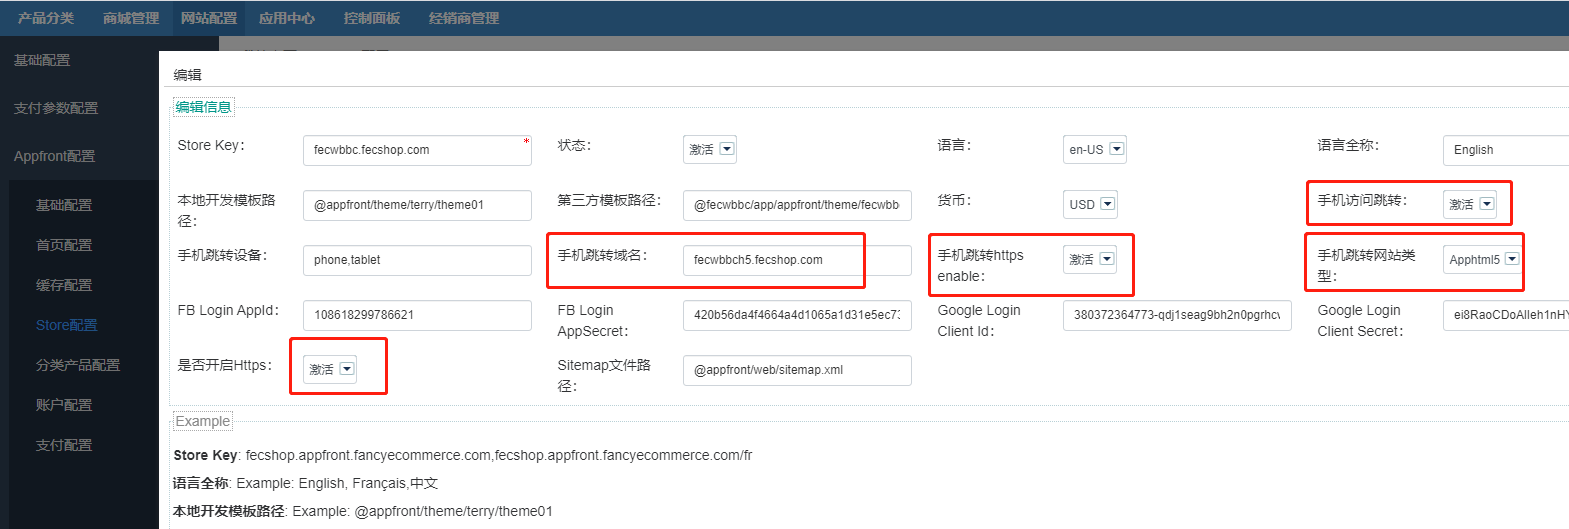 产品分类 商城管理 网站配置 应用中心 控制面板 经销商管理
基础配置
支付参数配置
Appfront配置
基础配置
首页配置
缓存配置
Store配置
分类产品配置
账户配置
支付配置
编辑
编辑信息
Store Key： fecwbbc.fecshop.com * 状态： 激活 语言： en-US 语言全称： English
本地开发模板路径： @appfront/theme/terry/theme01 第三方模板路径： @fecwbbc/app/appfront/theme/fecwbb 货币： USD 手机访问跳转： 激活
手机跳转设备： phone,tablet 手机跳转域名： fecwbbch5.fecshop.com 手机跳转https enable： 激活 手机跳转网站类型： Apphtml5
FB Login AppId： 108618299786621 FB Login AppSecret： 420b56da4f4664a4d1065a1d31e5ec73 Google Login Client Id： 380372364773-qdj1seag9bh2n0pgrhcv Google Login Client Secret： ei8RaoCDoAlleh1nHY
是否开启Https： 激活 Sitemap文件路径： @appfront/web/sitemap.xml
Example
Store Key: fecshop.appfront.fancyecommerce.com,fecshop.appfront.fancyecommerce.com/fr
语言全称: Example: English, Français,中文
本地开发模板路径: Example: @appfront/theme/terry/theme01